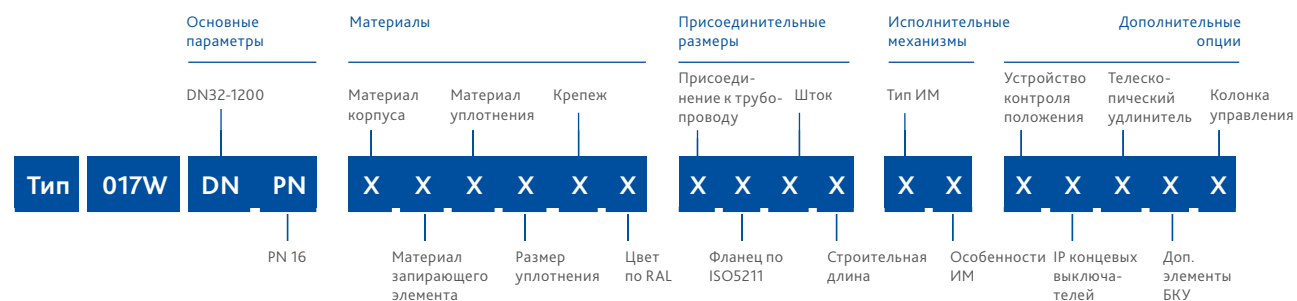 Основные
параметры
Материалы
Присоединительные
размеры
Исполнительные
механизмы
Дополнительные
опции
DN32-1200
Материал
корпуса
Материал
уплотнения
Крепеж
Присоеди-
нение к трубо-
проводу
Шток
Тип ИМ
Устройство
контроля
положения
Телеско-
пический
удлинитель
Колонка
управления
Тип 017W DN PN X X X X X X X X X X X X X X X X X
PN 16
Материал
запирающего
элемента
Размер
уплотнения
Цвет
по RAL
Фланец по
ISO5211
Строительная
длина
Особенности
ИМ
IP концевых
выключа-
телей
Доп.
элементы
БКУ